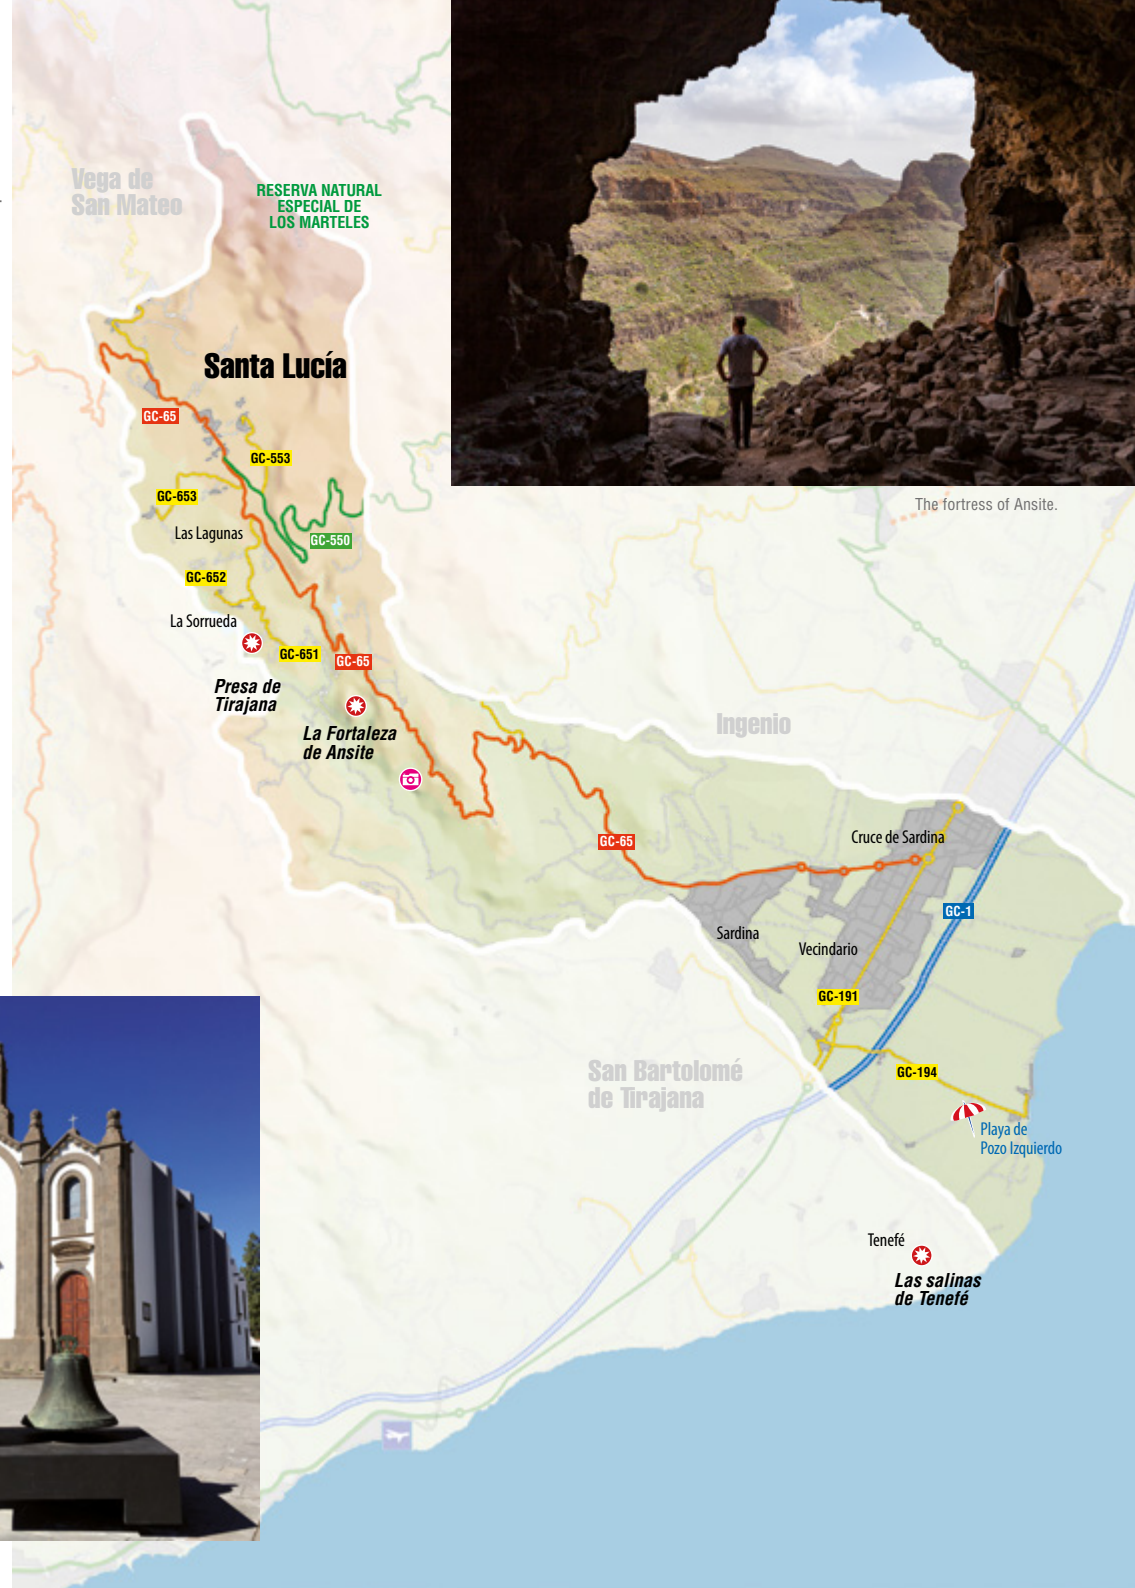 Vega de
San Mateo
RESERVA NATURAL
ESPECIAL DE
LOS MARTELES
Santa Lucía
GC-65
GC-553
GC-653
Las Lagunas
GC-550
GC-652
La Sorrueda
GC-651
GC-65
Presa de
Tirajana
La Fortaleza
de Ansite
The fortress of Ansite.
Ingenio
GC-65
Cruce de Sardina
GC-1
Sardina
Vecindario
GC-191
San Bartolomé
de Tirajana
GC-194
Playa de
Pozo Izquierdo
Tenefé
Las salinas
de Tenefé